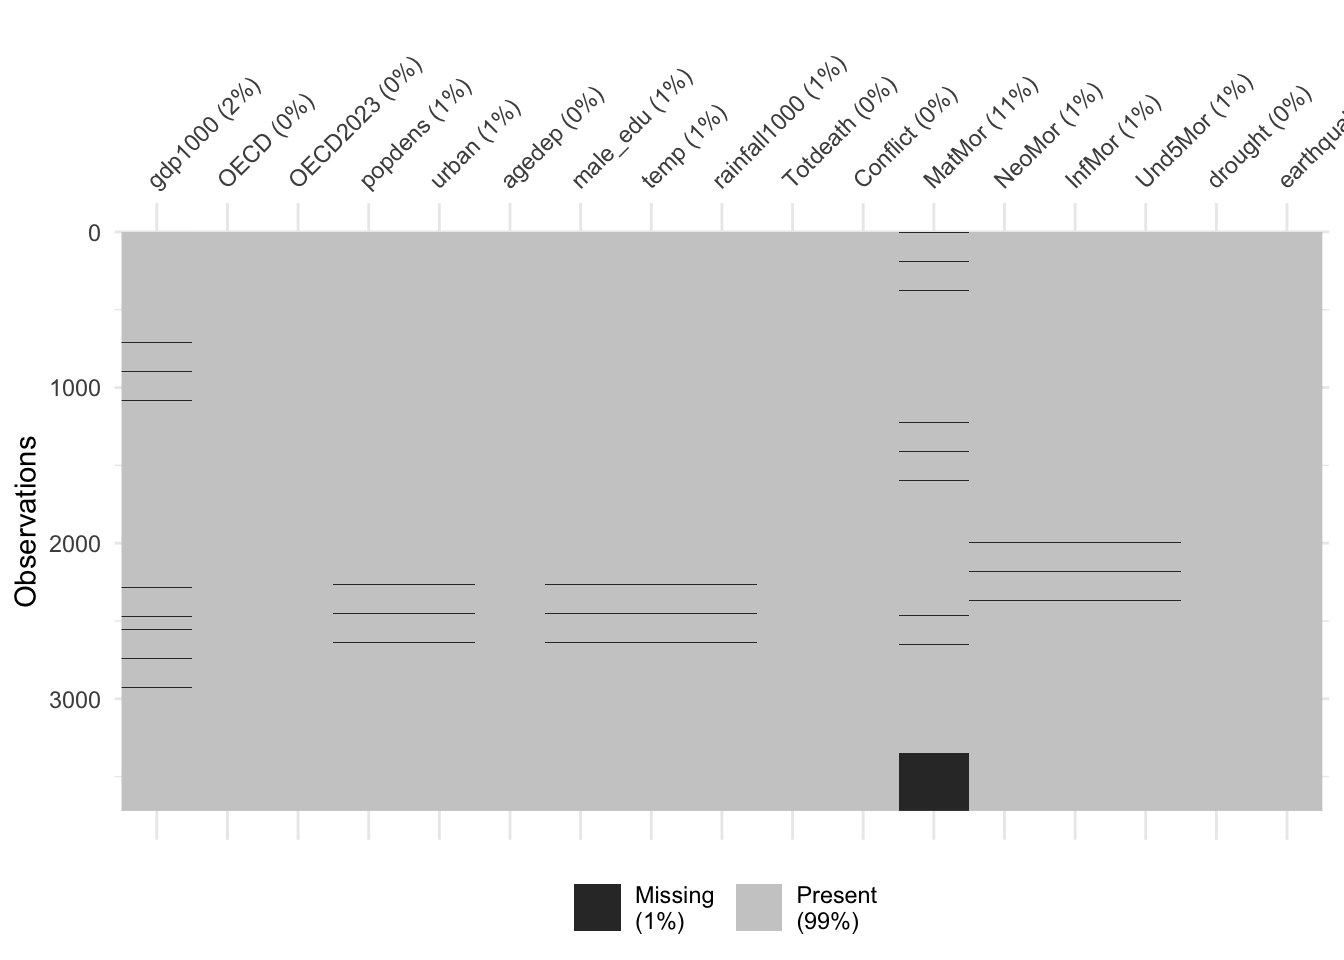 gdp1000 (2%)
OECD (0%)
OECD2023 (0%)
popdens (1%)
urban (1%)
agedep (0%)
male_edu (1%)
temp (1%)
rainfall1000 (1%)
Totdeath (0%)
Conflict (0%)
MatMor (11%)
NeoMor (1%)
InfMor (1%)
Und5Mor (1%)
drought (0%)
Observations
0
1000
2000
3000
Missing
(1%)
Present
(99%)